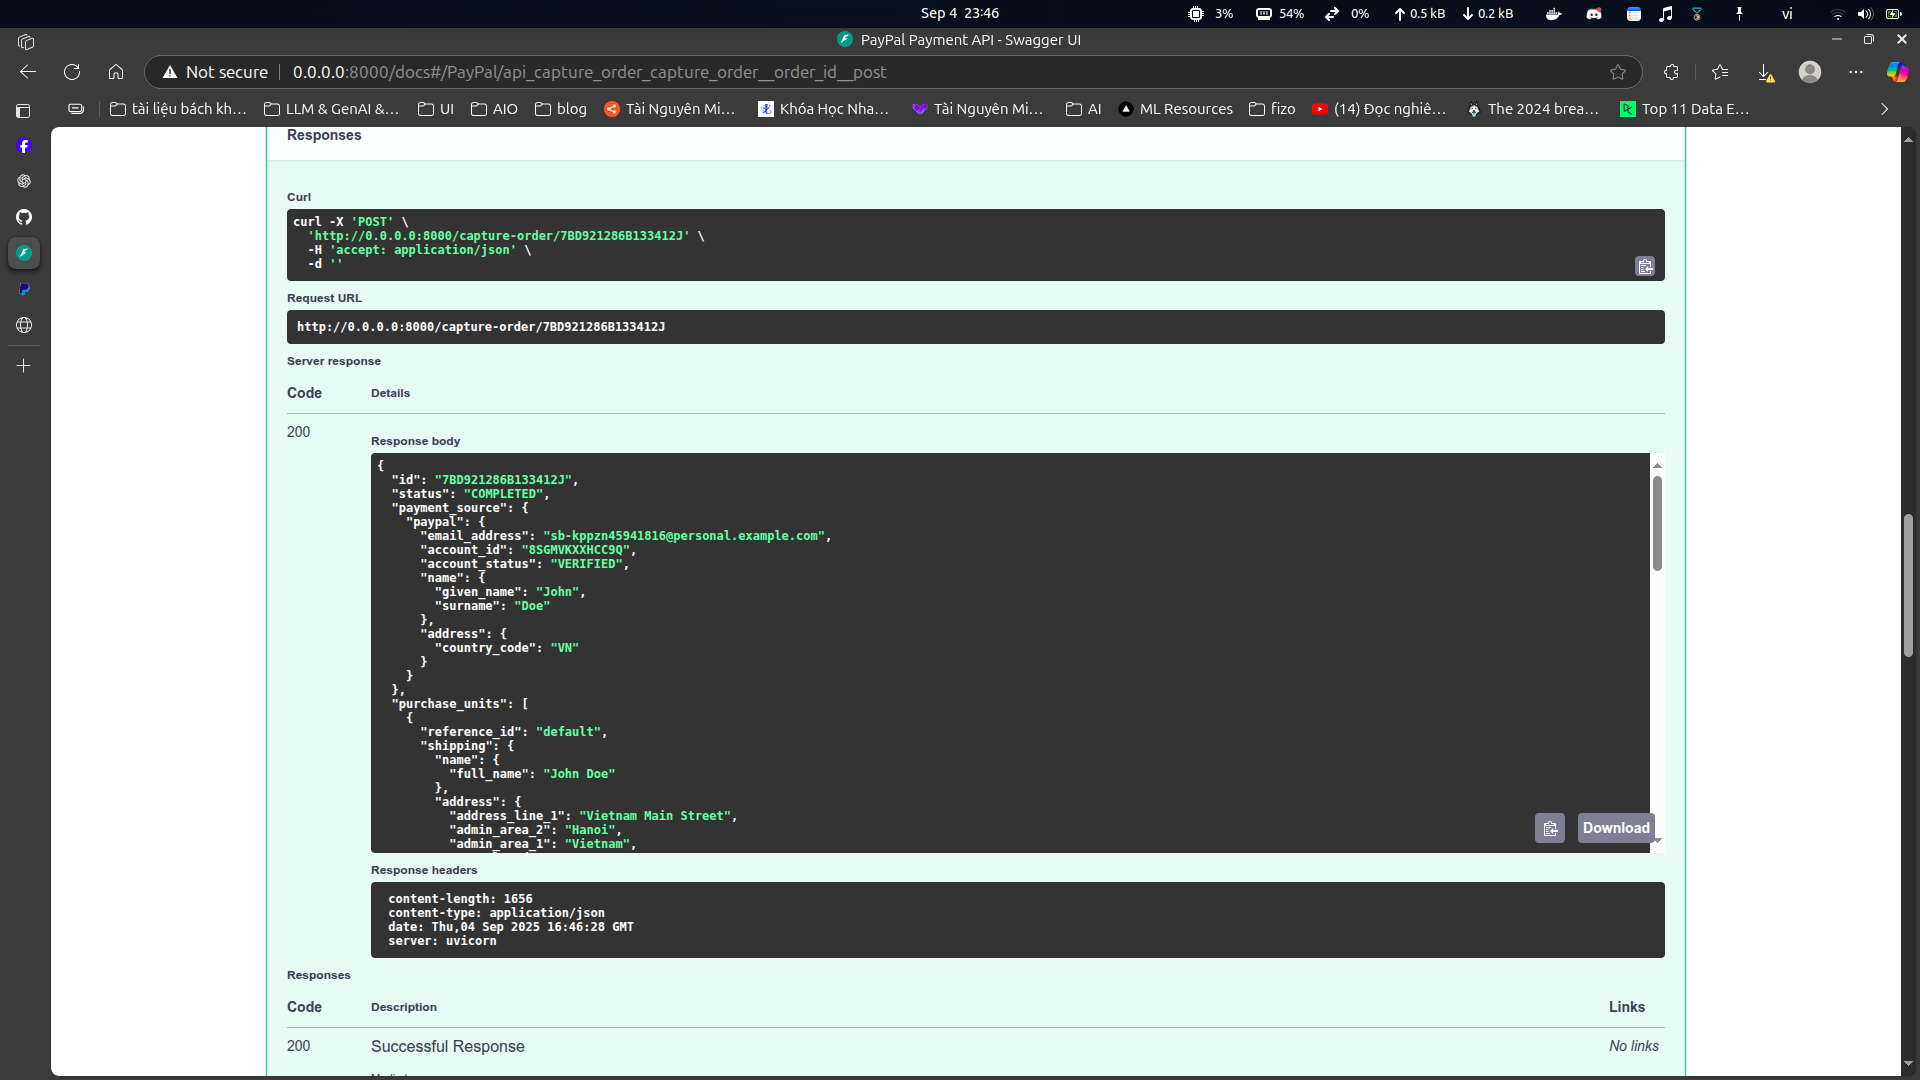 Sep 4 23:46
3%
54%
0%
0.5 kB
0.2 kB
vi
PayPal Payment API - Swagger UI
Not secure
0.0.0.0:8000/docs#/PayPal/api_capture_order_capture_order__order_id__post
tài liệu bách kh...
LLM & GenAI &...
UI
AIO
blog
Tài Nguyên Mi...
Khóa Học Nha...
Tài Nguyên Mi...
AI
ML Resources
fizo
(14) Đọc nghiê...
The 2024 brea...
Top 11 Data E...
Responses
Curl
curl -X 'POST' \
'http://0.0.0.0:8000/capture-order/7BD921286B133412J' \
-H 'accept: application/json' \
-d ''
Request URL
http://0.0.0.0:8000/capture-order/7BD921286B133412J
Server response
Code Details
200
Response body
{
"id": "7BD921286B133412J",
"status": "COMPLETED",
"payment_source": {
"paypal": {
"email_address": "sb-kppzn45941816@personal.example.com",
"account_id": "8SGMVKXXHCC9Q",
"account_status": "VERIFIED",
"name": {
"given_name": "John",
"surname": "Doe"
},
"address": {
"country_code": "VN"
}
}
},
"purchase_units": [
{
"reference_id": "default",
"shipping": {
"name": {
"full_name": "John Doe"
},
"address": {
"address_line_1": "Vietnam Main Street",
"admin_area_2": "Hanoi",
"admin_area_1": "Vietnam",
Download
Response headers
content-length: 1656
content-type: application/json
date: Thu,04 Sep 2025 16:46:28 GMT
server: uvicorn
Responses
Code Description Links
200 Successful Response No links